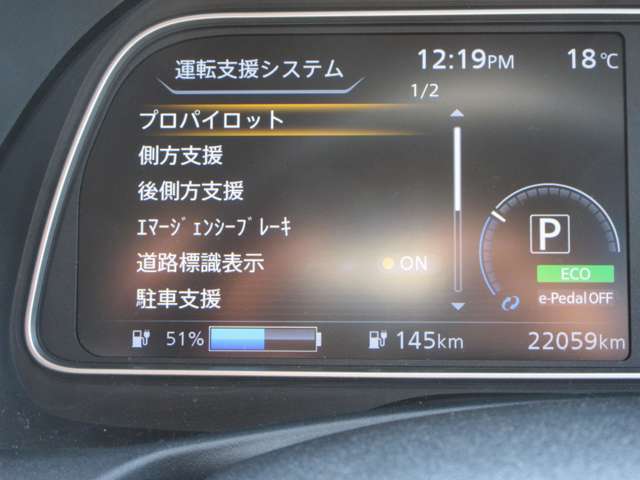 運転支援システム
12:19PM
18℃
1/2
プロパイロット
側方支援
後側方支援
ｴﾏｰｼﾞｪﾝｼｰﾌﾞﾚｰｷ
道路標識表示
ON
駐車支援
P
ECO
e-Pedal OFF
51%
145km
22059km